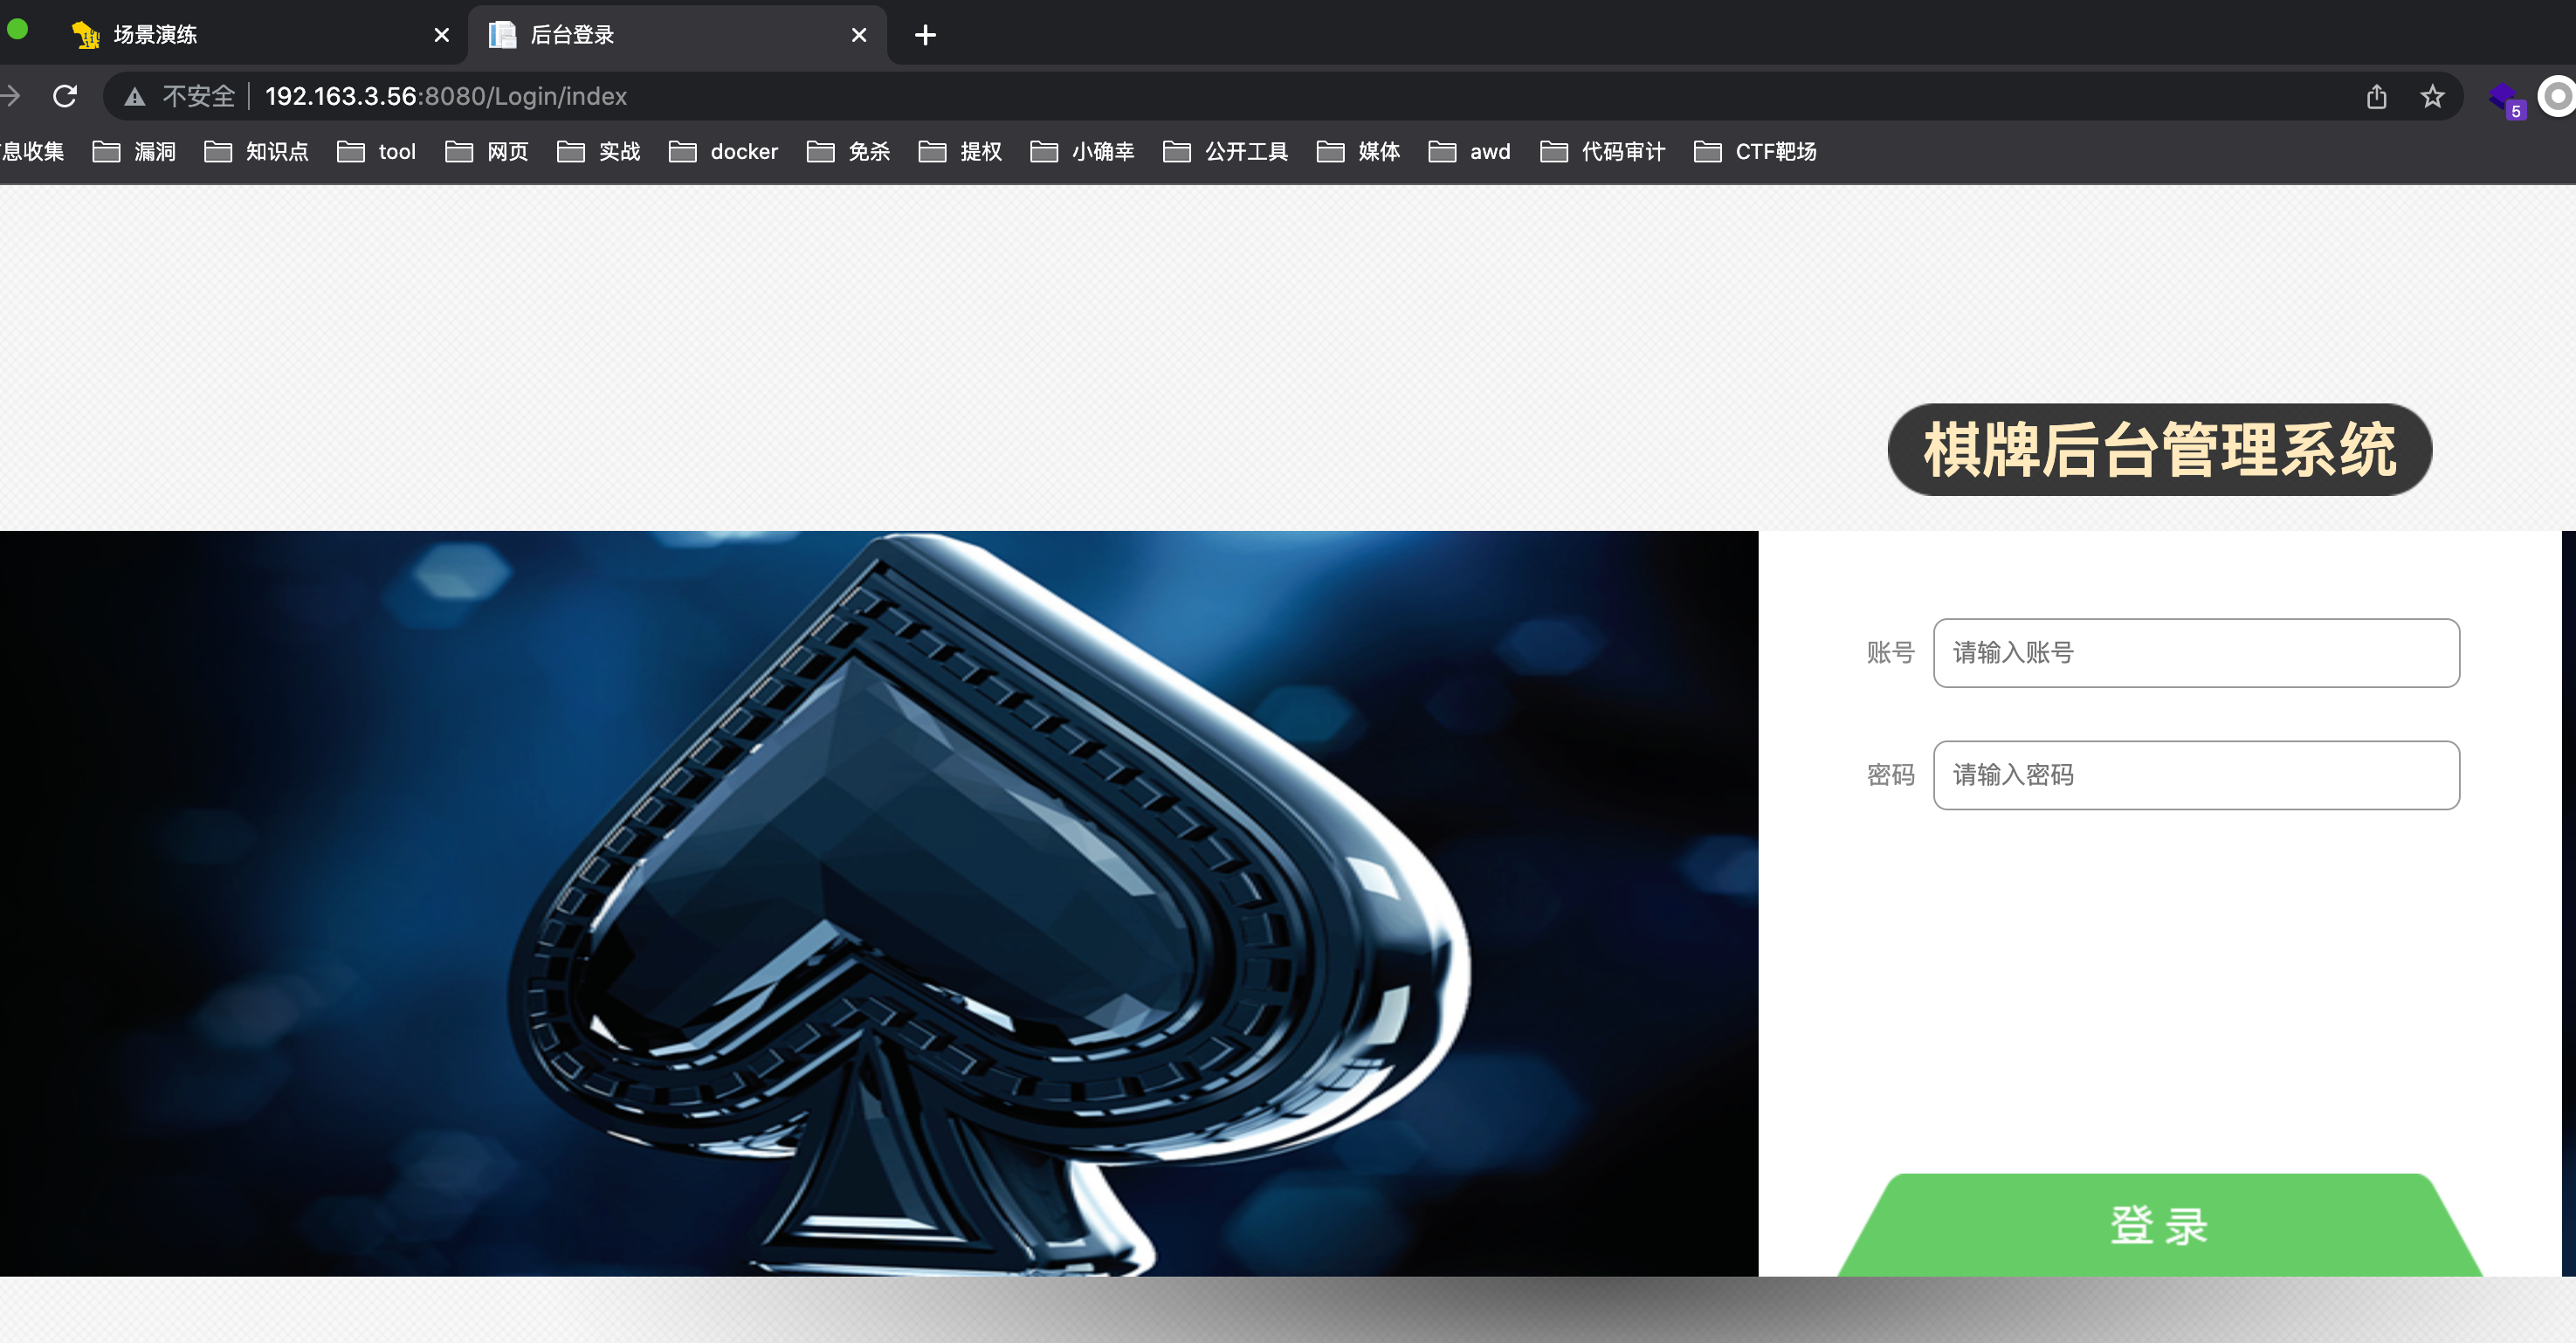 场景演练
后台登录
不安全 192.163.3.56:8080/Login/index
5
息收集 漏洞 知识点 tool 网页 实战 docker 免杀 提权 小确幸 公开工具 媒体 awd 代码审计 CTF靶场
棋牌后台管理系统
账号 请输入账号
密码 请输入密码
登 录